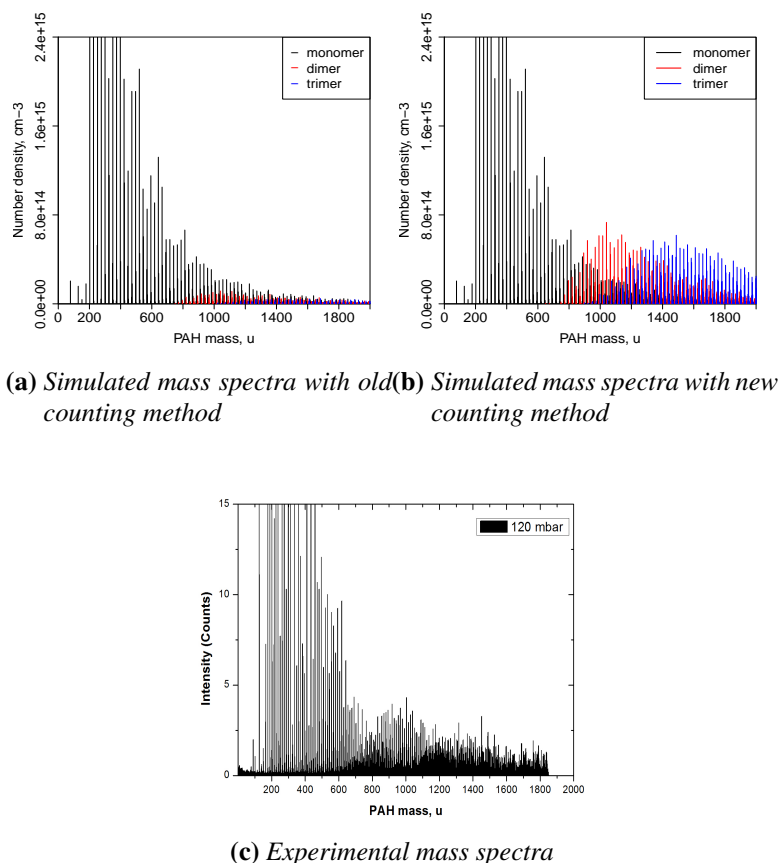 2.4e+15
1.6e+15
8.0e+14
0.0e+00
Number density, cm−3
monomer
dimer
trimer
0 200 600 1000 1400 1800
PAH mass, u
2.4e+15
1.6e+15
8.0e+14
0.0e+00
Number density, cm−3
monomer
dimer
trimer
0 200 600 1000 1400 1800
PAH mass, u
(a) Simulated mass spectra with old
counting method
(b) Simulated mass spectra with new
counting method
15
10
5
0
Intensity (Counts)
120 mbar
200 400 600 800 1000 1200 1400 1600 1800 2000
PAH mass, u
(c) Experimental mass spectra